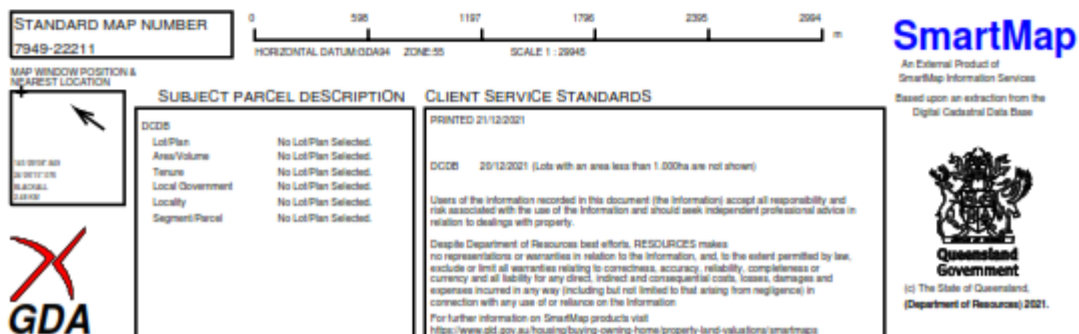 STANDARD MAP NUMBER
7949-22211
0 598 1197 1796 2395 2994
m
HORIZONTAL DATUM:GDA94 ZONE:55 SCALE 1 : 29945
MAP WINDOW POSITION &
NEAREST LOCATION
BLACKALL
SUBJECT PARCEL DESCRIPTION
DCDB
Lot/Plan No Lot/Plan Selected.
Area/Volume No Lot/Plan Selected.
Tenure No Lot/Plan Selected.
Local Government No Lot/Plan Selected.
Locality No Lot/Plan Selected.
Segment/Parcel No Lot/Plan Selected.
CLIENT SERVICE STANDARDS
PRINTED 21/12/2021
DCDB 20/12/2021 (Lots with an area less than 1.000ha are not shown)
Users of the information recorded in this document (the Information) accept all responsibility and
risk associated with the use of the Information and should seek independent professional advice in
relation to dealings with property.
Despite Department of Resources best efforts, RESOURCES makes
no representations or warranties in relation to the Information, and, to the extent permitted by law,
exclude or limit all warranties relating to correctness, accuracy, reliability, completeness or
currency and all liability for any direct, indirect and consequential costs, losses, damages and
expenses incurred in any way (including but not limited to that arising from negligence) in
connection with any use of or reliance on the Information
For further information on SmartMap products visit
https://www.qld.gov.au/housing/buying-owning-home/property-land-valuations/smartmaps
SmartMap
An External Product of
SmartMap Information Services
Based upon an extraction from the
Digital Cadastral Data Base
Queensland
Government
(c) The State of Queensland,
(Department of Resources) 2021.
GDA